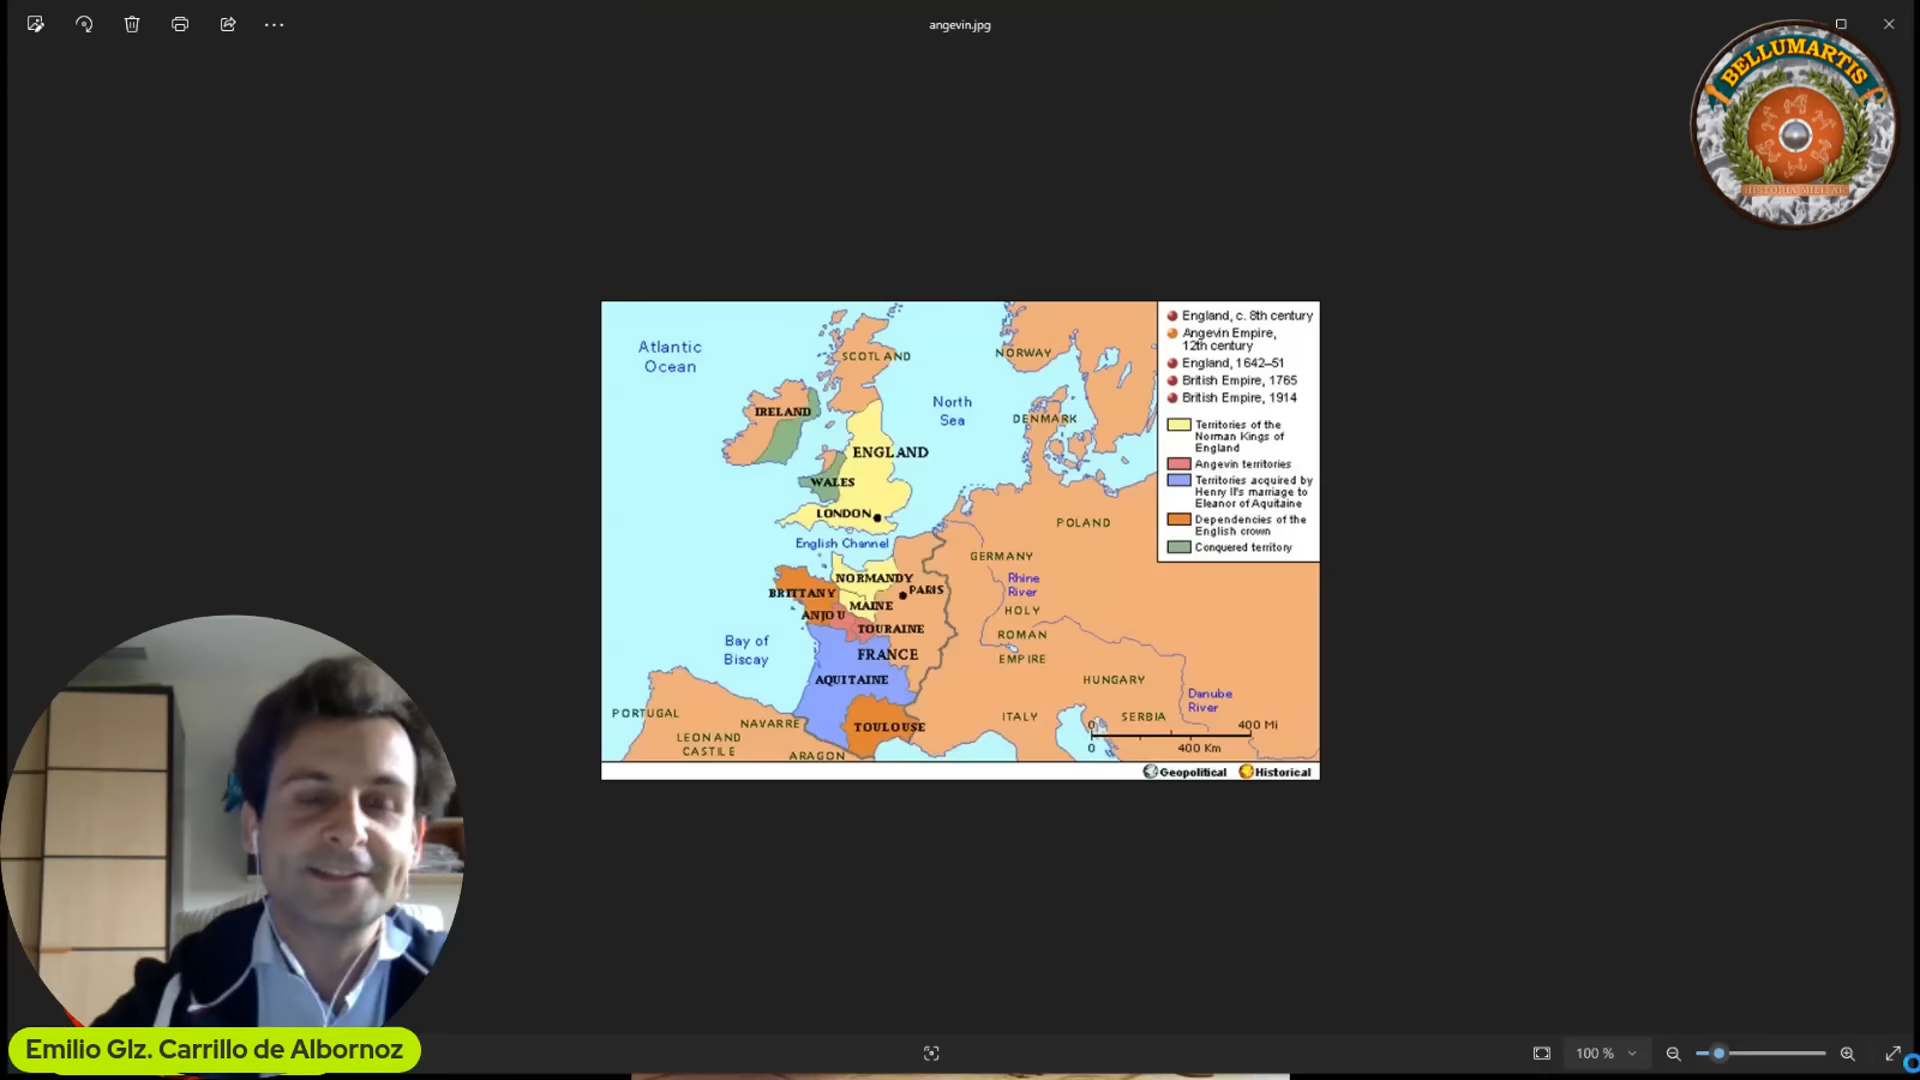 angevin.jpg
BELLUMARTIS
HISTORIA MILITAR
Atlantic
Ocean
SCOTLAND
NORWAY
IRELAND
North
Sea
DENMARK
ENGLAND
WALES
LONDON
POLAND
English Channel
GERMANY
NORMANDY
Rhine
River
PARIS
BRITTANY
MAINE
HOLY
ANJOU
TOURAINE
ROMAN
Bay of
Biscay
FRANCE
EMPIRE
AQUITAINE
HUNGARY
Danube
River
PORTUGAL
NAVARRE
TOULOUSE
ITALY
SERBIA
LEON AND
CASTILE
ARAGON
0
400 Mi
0
400 Km
England, c. 8th century
Angevin Empire,
12th century
England, 1642–51
British Empire, 1765
British Empire, 1914
Territories of the
Norman Kings of
England
Angevin territories
Territories acquired by
Henry II's marriage to
Eleanor of Aquitaine
Dependencies of the
English crown
Conquered territory
Geopolitical
Historical
Emilio Glz. Carrillo de Albornoz
100 %